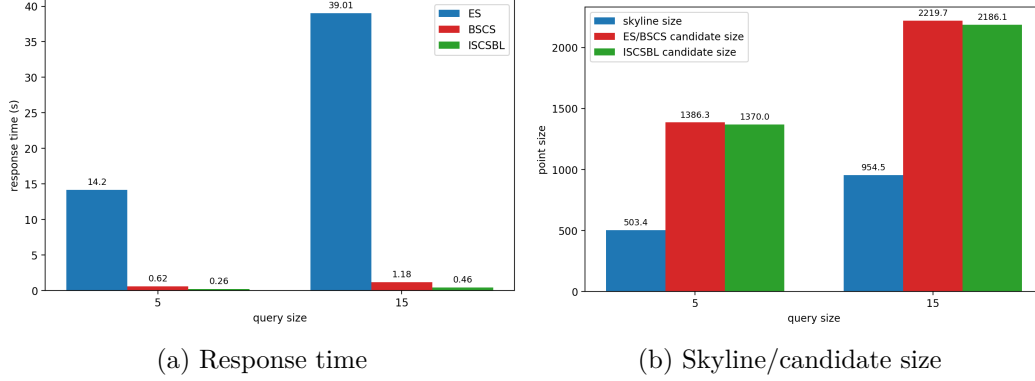 40
35
30
25
20
15
10
5
0
response time (s)
14.2
0.62
0.26
39.01
1.18
0.46
ES
BSCS
ISCSBL
5
15
query size
(a) Response time
2000
1500
1000
500
0
point size
skyline size
ES/BSCS candidate size
ISCSBL candidate size
503.4
1386.3
1370.0
954.5
2219.7
2186.1
5
15
query size
(b) Skyline/candidate size